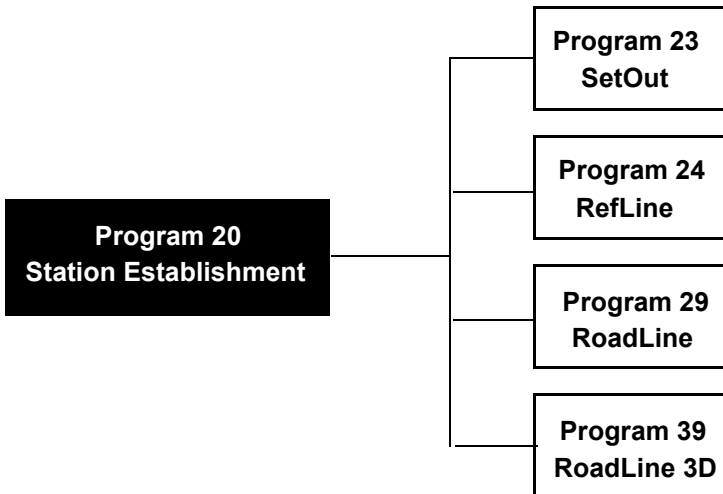 Program 23
SetOut
Program 24
RefLine
Program 20
Station Establishment
Program 29
RoadLine
Program 39
RoadLine 3D